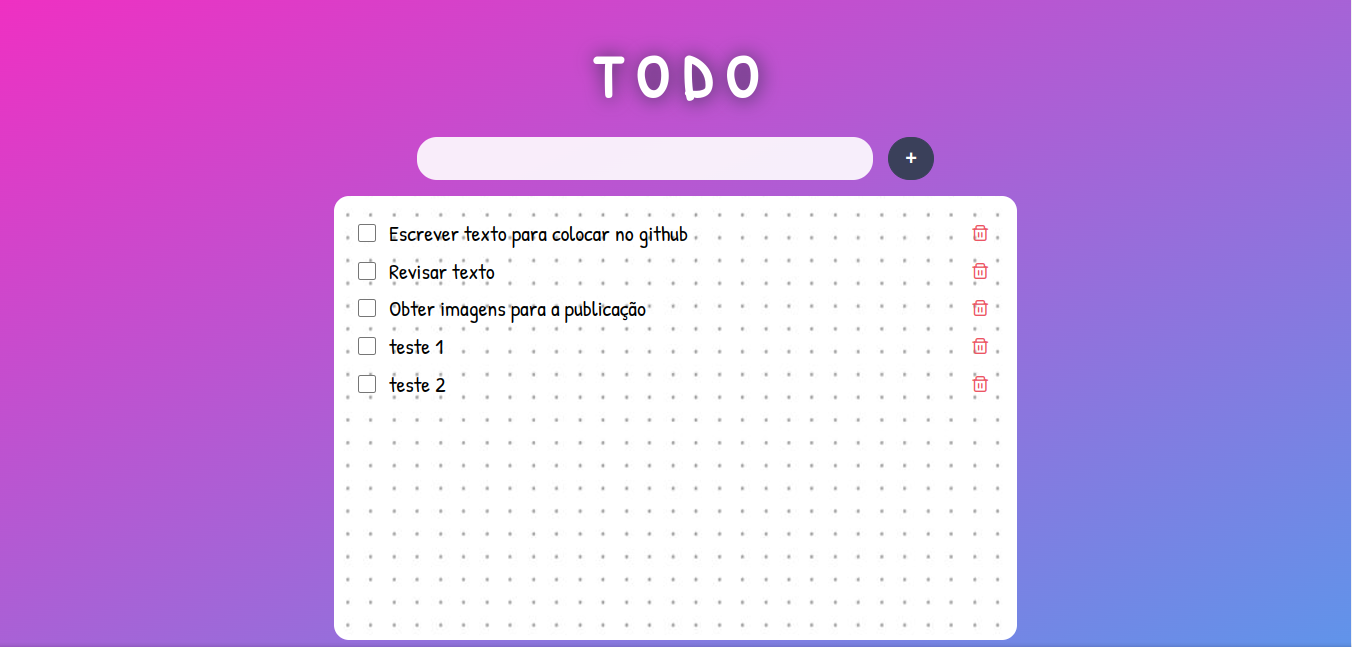 TODO
+
Escrever texto para colocar no github
Revisar texto
Obter imagens para a publicação
teste 1
teste 2